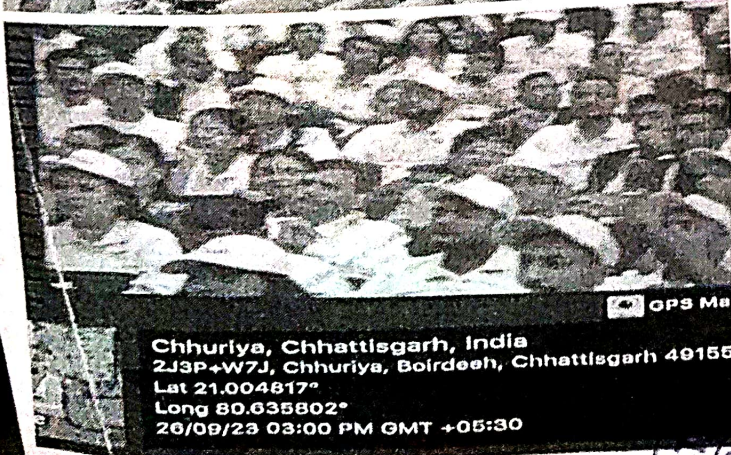 GPS Ma
Chhuriya, Chhattisgarh, India
2J3P+W7J, Chhuriya, Boirdeeh, Chhattisgarh 49155
Lat 21.004817°
Long 80.635802°
26/09/23 03:00 PM GMT +05:30